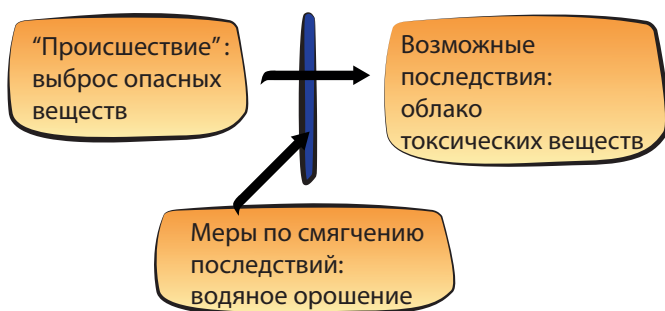 “Происшествие”:
выброс опасных
веществ
Возможные
последствия:
облако
токсических веществ
Меры по смягчению
последствий:
водяное орошение